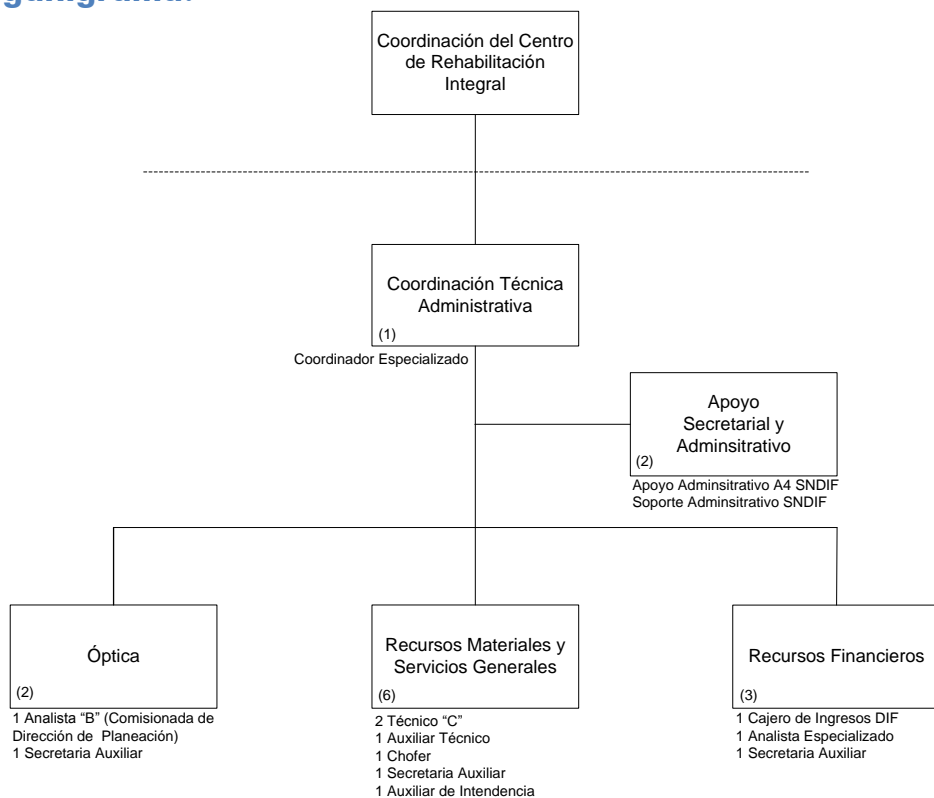 Coordinación del Centro
de Rehabilitación
Integral
Coordinación Técnica
Administrativa
(1)
Coordinador Especializado
Apoyo
Secretarial y
Adminsitrativo
(2)
Apoyo Adminsitrativo A4 SNDIF
Soporte Adminsitrativo SNDIF
Óptica
(2)
1 Analista “B” (Comisionada de
Dirección de Planeación)
1 Secretaria Auxiliar
Recursos Materiales y
Servicios Generales
(6)
2 Técnico “C”
1 Auxiliar Técnico
1 Chofer
1 Secretaria Auxiliar
1 Auxiliar de Intendencia
Recursos Financieros
(3)
1 Cajero de Ingresos DIF
1 Analista Especializado
1 Secretaria Auxiliar